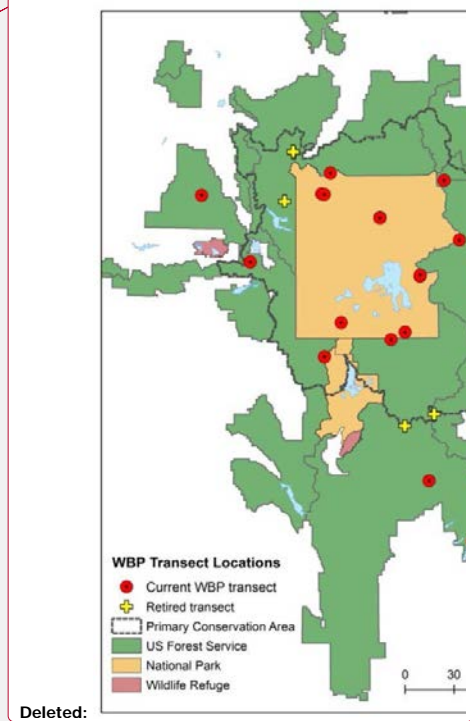 WBP Transect Locations
Current WBP transect
Retired transect
Primary Conservation Area
US Forest Service
National Park
Wildlife Refuge
0 30
Deleted: